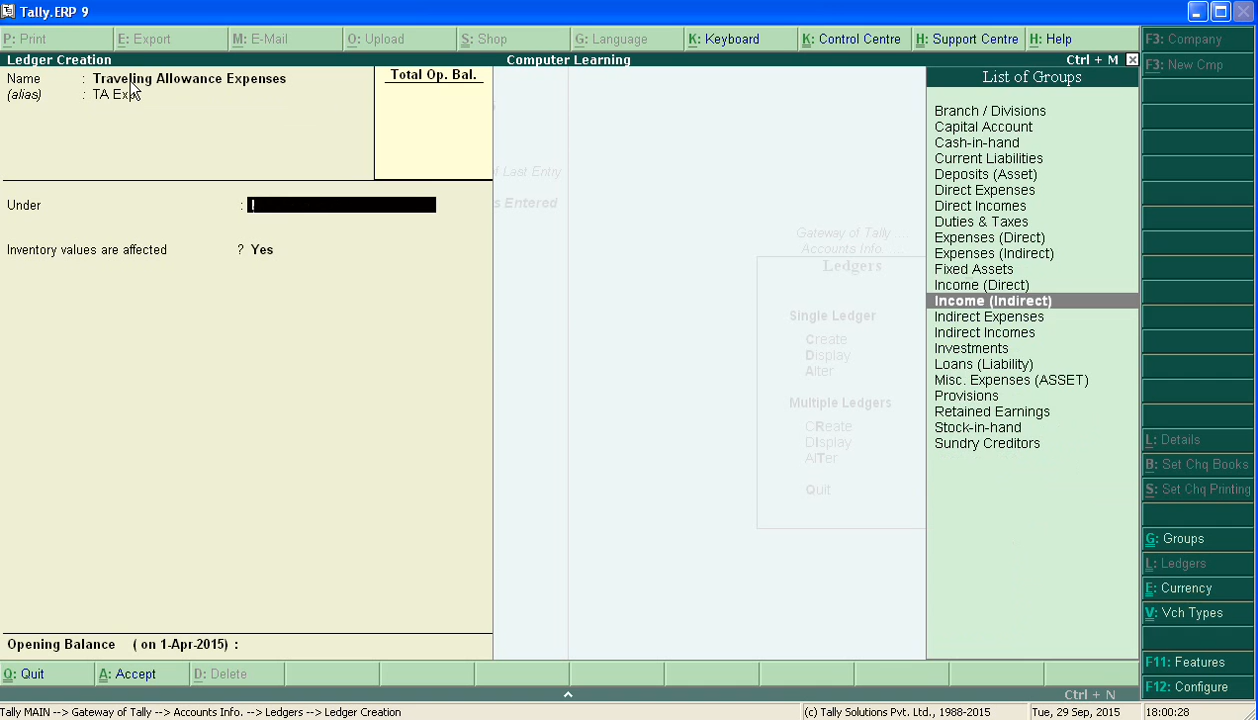 Tally.ERP 9
P: Print E: Export M: E-Mail O: Upload S: Shop G: Language K: Keyboard K: Control Centre H: Support Centre H: Help F3: Company
Ledger Creation Computer Learning Ctrl + M
F3: New Cmp
Name : Traveling Allowance Expenses
(alias) : TA Exp
Total Op. Bal.
Under : I
Inventory values are affected ? Yes
of Last Entry
s Entered
Gateway of Tally ....
Accounts Info. ...
Ledgers
Single Ledger
Create
Display
Alter
Multiple Ledgers
CReate
DIsplay
AlTer
Quit
List of Groups
Branch / Divisions
Capital Account
Cash-in-hand
Current Liabilities
Deposits (Asset)
Direct Expenses
Direct Incomes
Duties & Taxes
Expenses (Direct)
Expenses (Indirect)
Fixed Assets
Income (Direct)
Income (Indirect)
Indirect Expenses
Indirect Incomes
Investments
Loans (Liability)
Misc. Expenses (ASSET)
Provisions
Retained Earnings
Stock-in-hand
Sundry Creditors
L: Details
B: Set Chq Books
S: Set Chq Printing
G: Groups
L: Ledgers
E: Currency
V: Vch Types
F11: Features
F12: Configure
Opening Balance ( on 1-Apr-2015) :
Q: Quit A: Accept D: Delete
Ctrl + N
Tally MAIN --> Gateway of Tally --> Accounts Info. --> Ledgers --> Ledger Creation (c) Tally Solutions Pvt. Ltd., 1988-2015 Tue, 29 Sep, 2015 18:00:28